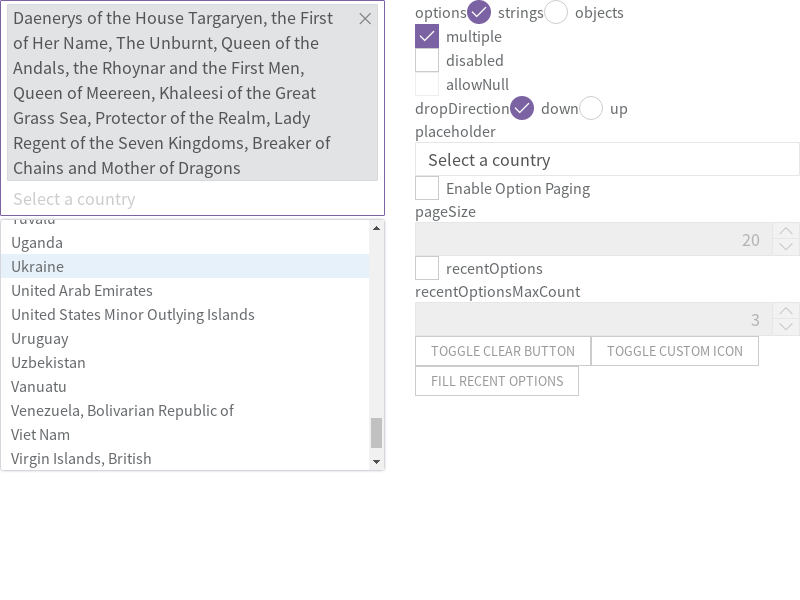 Daenerys of the House Targaryen, the First
of Her Name, The Unburnt, Queen of the
Andals, the Rhoynar and the First Men,
Queen of Meereen, Khaleesi of the Great
Grass Sea, Protector of the Realm, Lady
Regent of the Seven Kingdoms, Breaker of
Chains and Mother of Dragons
Select a country
Tuvalu
Uganda
Ukraine
United Arab Emirates
United States Minor Outlying Islands
Uruguay
Uzbekistan
Vanuatu
Venezuela, Bolivarian Republic of
Viet Nam
Virgin Islands, British
options strings objects
multiple
disabled
allowNull
dropDirection down up
placeholder
Select a country
Enable Option Paging
pageSize
20
recentOptions
recentOptionsMaxCount
3
TOGGLE CLEAR BUTTON TOGGLE CUSTOM ICON
FILL RECENT OPTIONS